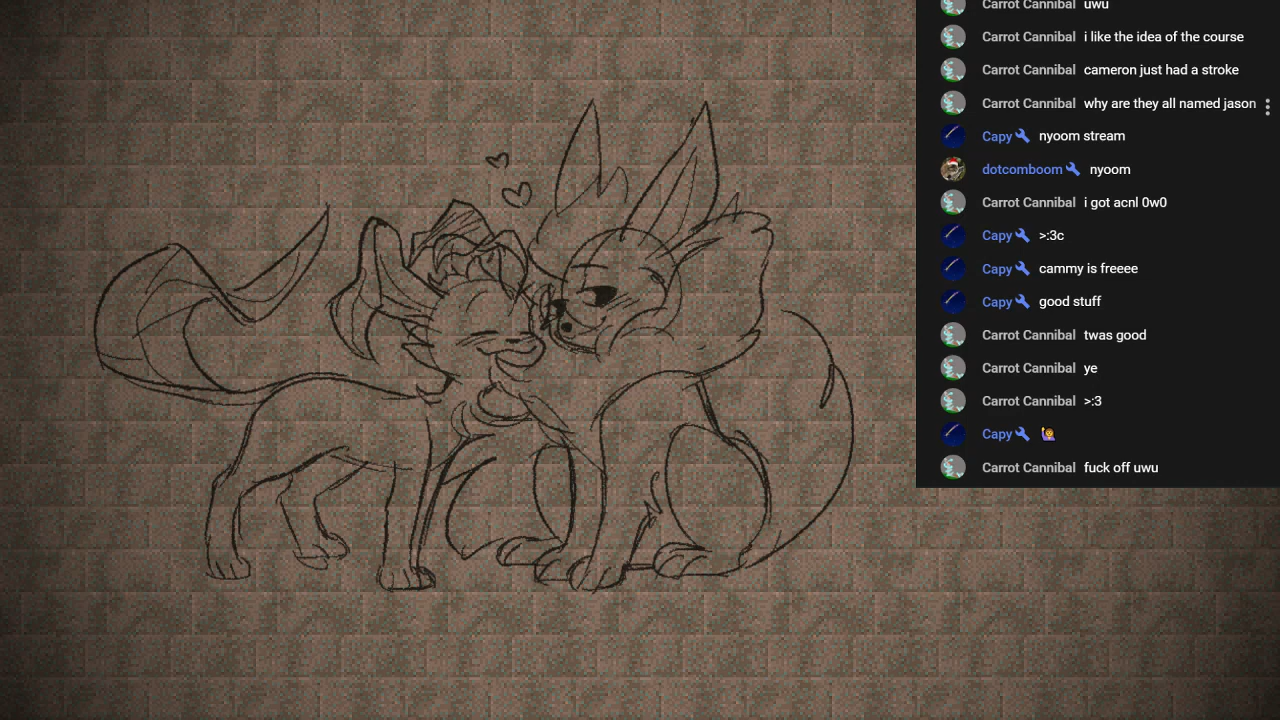 Carrot Cannibal uwu
Carrot Cannibal i like the idea of the course
Carrot Cannibal cameron just had a stroke
Carrot Cannibal why are they all named jason
Capy nyoom stream
dotcomboom nyoom
Carrot Cannibal i got acnl 0w0
Capy >:3c
Capy cammy is freeee
Capy good stuff
Carrot Cannibal twas good
Carrot Cannibal ye
Carrot Cannibal >:3
Capy 🙋
Carrot Cannibal fuck off uwu